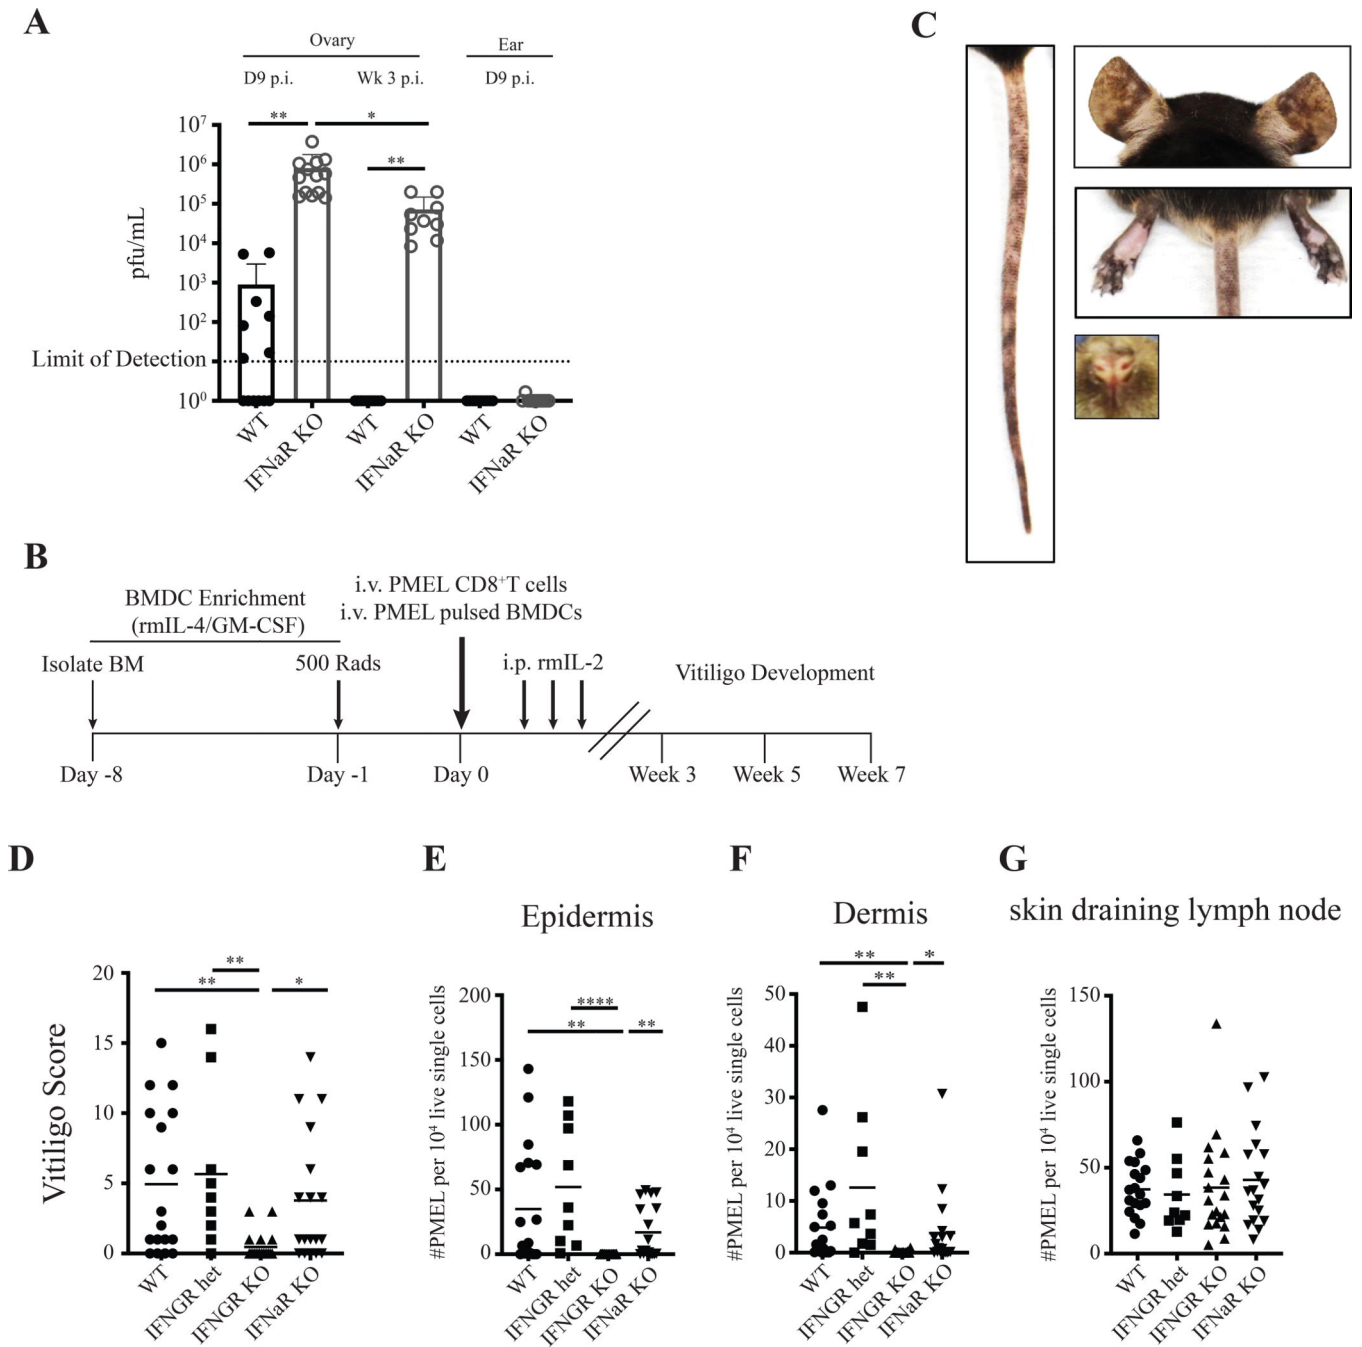 A
Ovary
Ear
D9 p.i.
Wk 3 p.i.
D9 p.i.
**
*
**
10⁷
10⁶
10⁵
10⁴
10³
10²
10⁰
pfu/mL
Limit of Detection
WT
IFNaR KO
WT
IFNaR KO
WT
IFNaR KO
C
B
BMDC Enrichment
(rmIL-4/GM-CSF)
i.v. PMEL CD8⁺T cells
i.v. PMEL pulsed BMDCs
Isolate BM
500 Rads
i.p. rmIL-2
Vitiligo Development
Day -8
Day -1
Day 0
Week 3
Week 5
Week 7
D
**
**
*
20
15
10
5
0
Vitiligo Score
WT
IFNGR het
IFNGR KO
IFNaR KO
E
Epidermis
****
**
**
200
150
100
50
0
#PMEL per 10⁴ live single cells
WT
IFNGR het
IFNGR KO
IFNaR KO
F
Dermis
**
*
**
50
40
30
20
10
0
#PMEL per 10⁴ live single cells
WT
IFNGR het
IFNGR KO
IFNaR KO
G
skin draining lymph node
150
100
50
0
#PMEL per 10⁴ live single cells
WT
IFNGR het
IFNGR KO
IFNaR KO